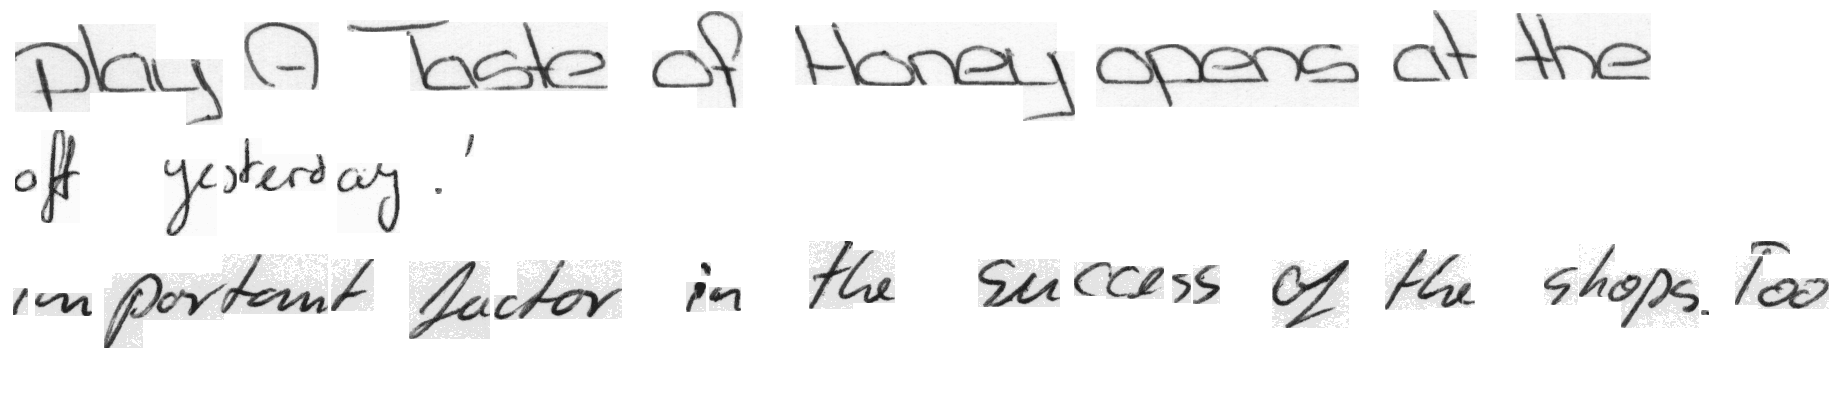 play A Taste of Honey opens at the
off yesterday.'
important factor in the success of the shops. Too